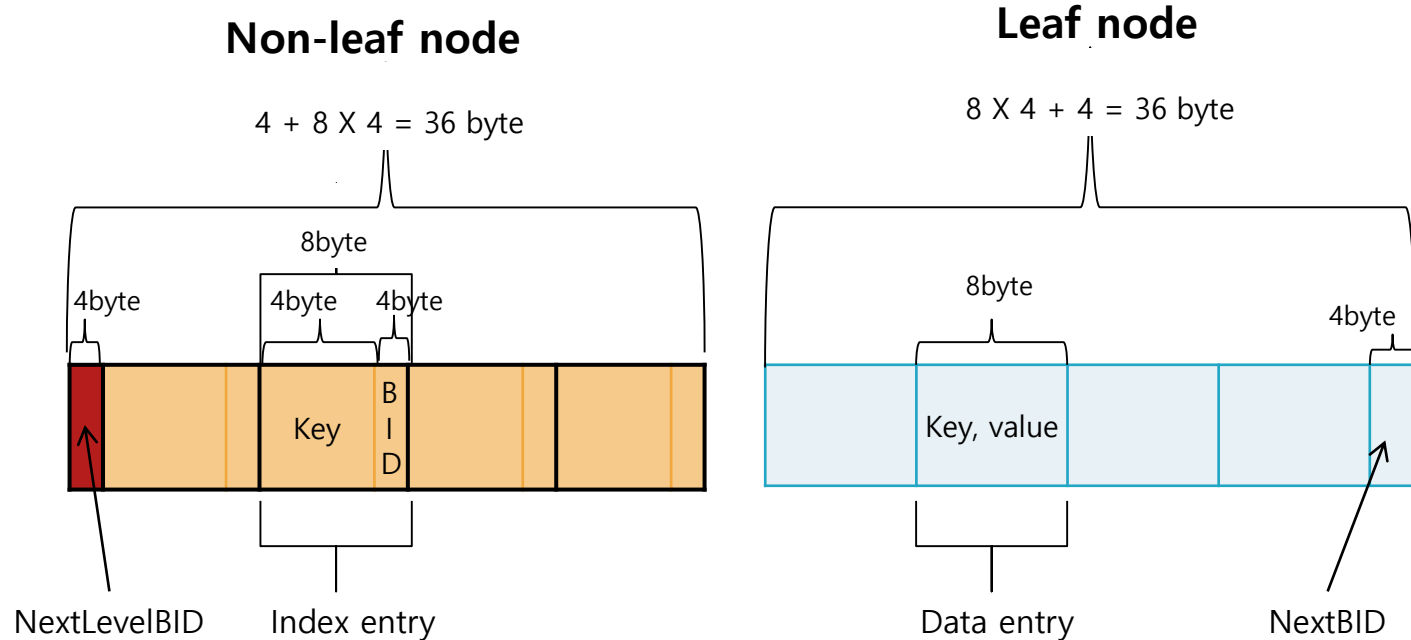 Non-leaf node
4 + 8 X 4 = 36 byte
8byte
4byte
4byte
4byte
Key
B
I
D
NextLevelBID
Index entry
Leaf node
8 X 4 + 4 = 36 byte
8byte
4byte
Key, value
Data entry
NextBID